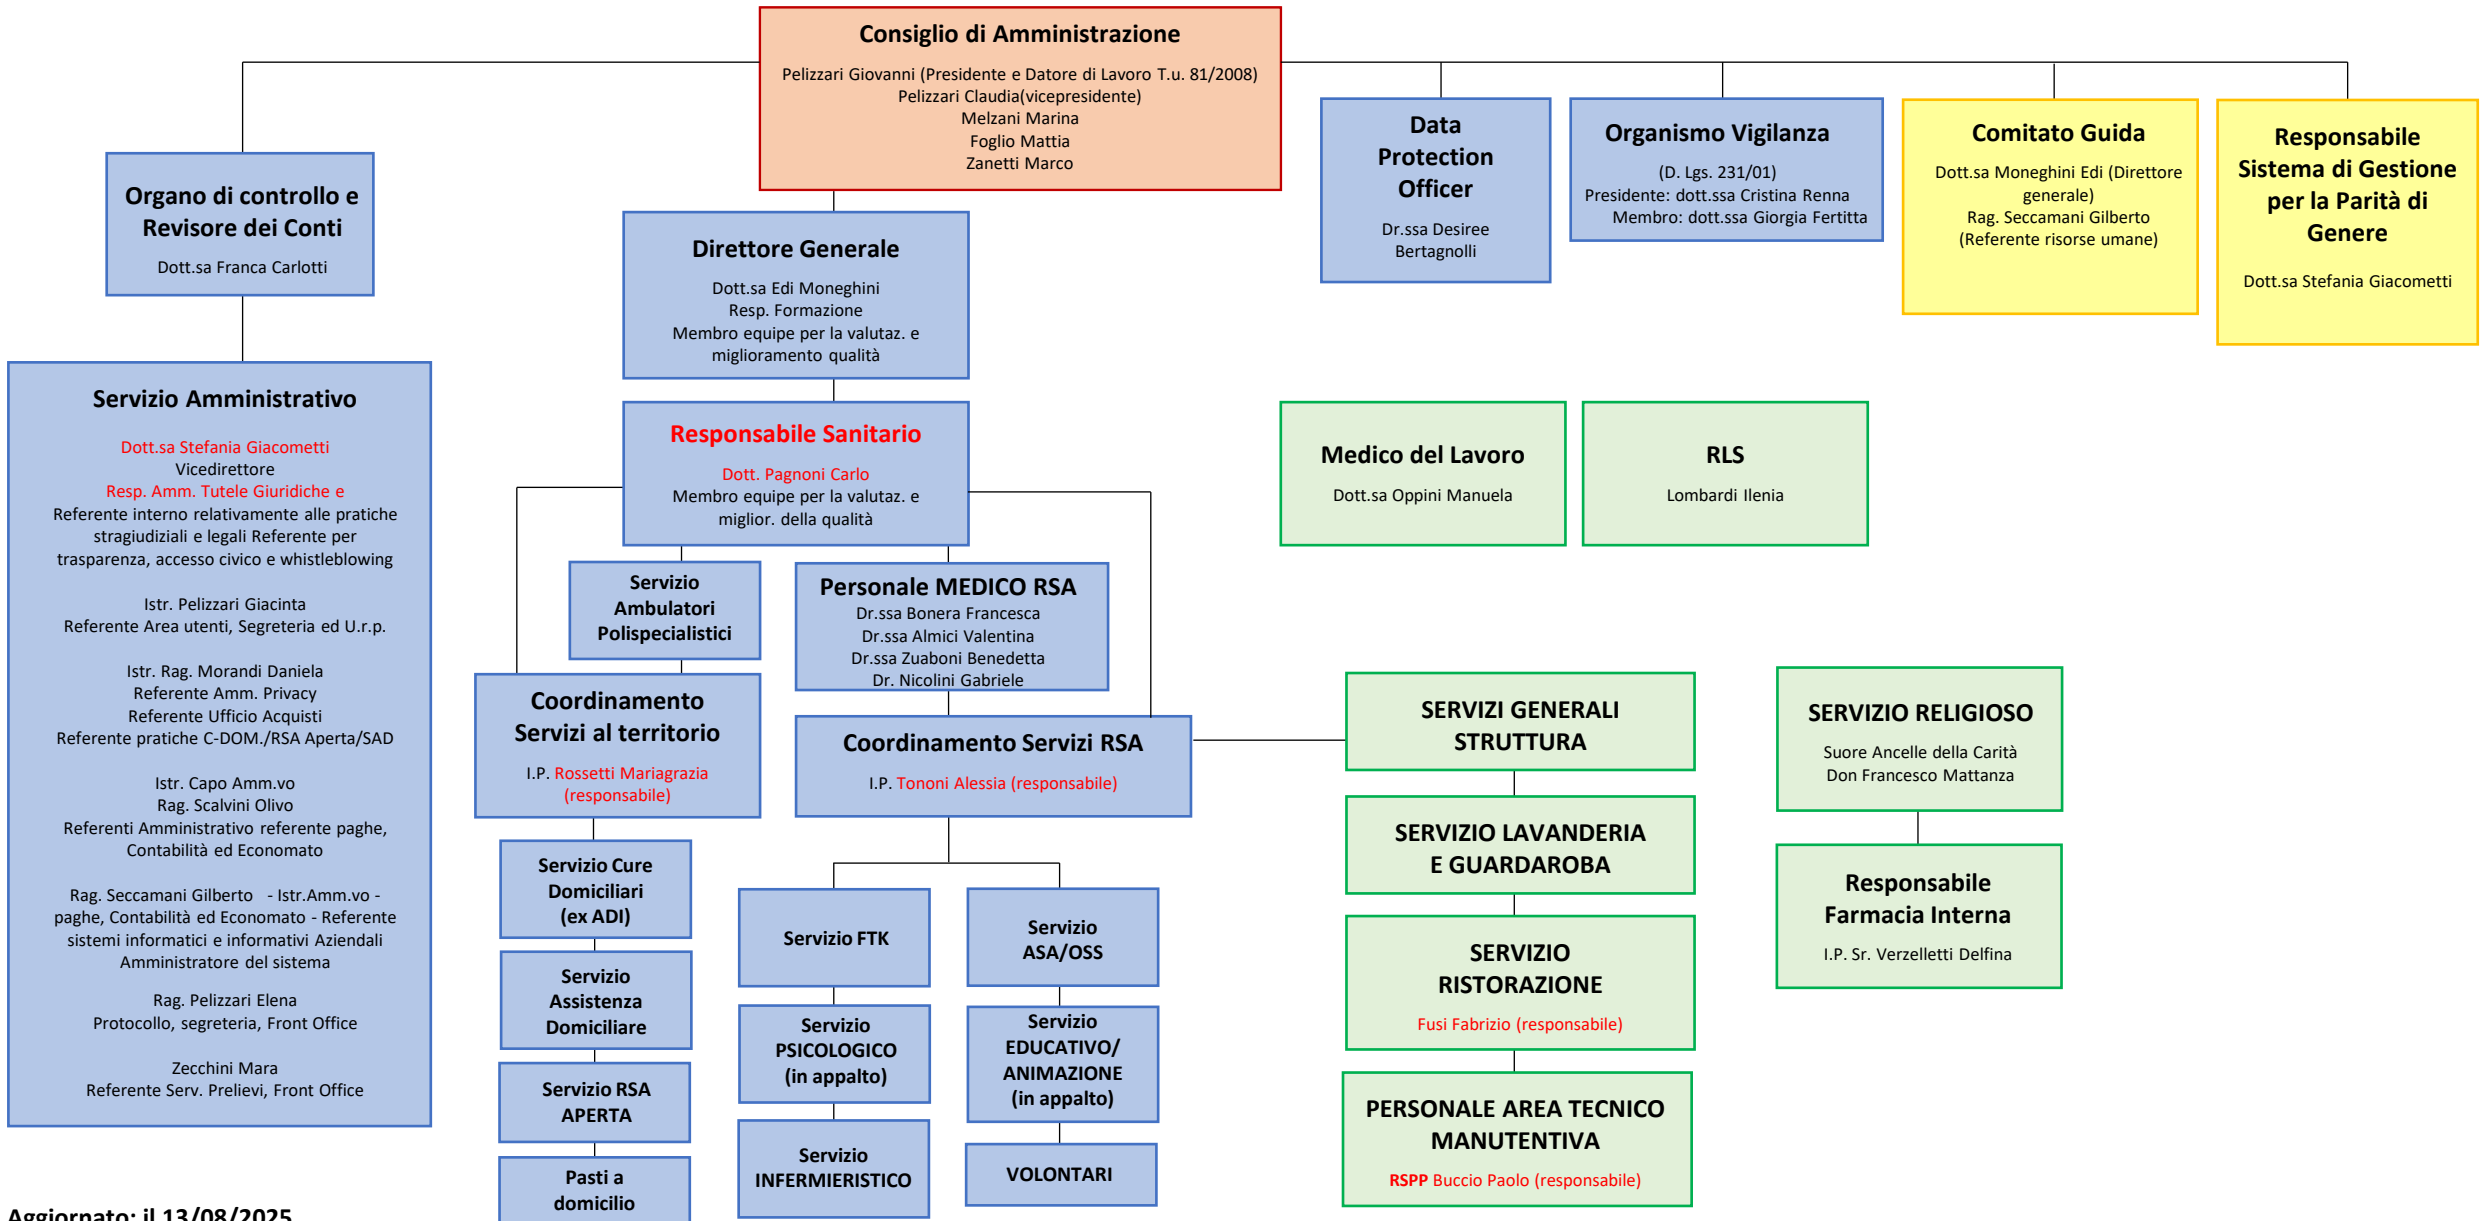 Consiglio di Amministrazione
Pelizzari Giovanni (Presidente e Datore di Lavoro T.u. 81/2008)
Pelizzari Claudia(vicepresidente)
Melzani Marina
Foglio Mattia
Zanetti Marco
Organo di controllo e
Revisore dei Conti
Dott.sa Franca Carlotti
Direttore Generale
Dott.sa Edi Moneghini
Resp. Formazione
Membro equipe per la valutaz. e
miglioramento qualità
Data
Protection
Officer
Dr.ssa Desiree
Bertagnolli
Organismo Vigilanza
(D. Lgs. 231/01)
Presidente: dott.ssa Cristina Renna
Membro: dott.ssa Giorgia Fertitta
Comitato Guida
Dott.sa Moneghini Edi (Direttore
generale)
Rag. Seccamani Gilberto
(Referente risorse umane)
Responsabile
Sistema di Gestione
per la Parità di
Genere
Dott.sa Stefania Giacometti
Servizio Amministrativo
Dott.sa Stefania Giacometti
Vicedirettore
Resp. Amm. Tutele Giuridiche e
Referente interno relativamente alle pratiche
stragiudiziali e legali Referente per
trasparenza, accesso civico e whistleblowing
Istr. Pelizzari Giacinta
Referente Area utenti, Segreteria ed U.r.p.
Istr. Rag. Morandi Daniela
Referente Amm. Privacy
Referente Ufficio Acquisti
Referente pratiche C-DOM./RSA Aperta/SAD
Istr. Capo Amm.vo
Rag. Scalvini Olivo
Referenti Amministrativo referente paghe,
Contabilità ed Economato
Rag. Seccamani Gilberto - Istr.Amm.vo -
paghe, Contabilità ed Economato - Referente
sistemi informatici e informativi Aziendali
Amministratore del sistema
Rag. Pelizzari Elena
Protocollo, segreteria, Front Office
Zecchini Mara
Referente Serv. Prelievi, Front Office
Responsabile Sanitario
Dott. Pagnoni Carlo
Membro equipe per la valutaz. e
miglior. della qualità
Medico del Lavoro
Dott.sa Oppini Manuela
RLS
Lombardi Ilenia
Servizio
Ambulatori
Polispecialistici
Personale MEDICO RSA
Dr.ssa Bonera Francesca
Dr.ssa Almici Valentina
Dr.ssa Zuaboni Benedetta
Dr. Nicolini Gabriele
Coordinamento
Servizi al territorio
I.P. Rossetti Mariagrazia
(responsabile)
Coordinamento Servizi RSA
I.P. Tononi Alessia (responsabile)
SERVIZI GENERALI
STRUTTURA
SERVIZIO RELIGIOSO
Suore Ancelle della Carità
Don Francesco Mattanza
SERVIZIO LAVANDERIA
E GUARDAROBA
Responsabile
Farmacia Interna
I.P. Sr. Verzelletti Delfina
Servizio Cure
Domiciliari
(ex ADI)
Servizio FTK
Servizio
ASA/OSS
SERVIZIO
RISTORAZIONE
Fusi Fabrizio (responsabile)
Servizio
Assistenza
Domiciliare
Servizio
PSICOLOGICO
(in appalto)
Servizio
EDUCATIVO/
ANIMAZIONE
(in appalto)
Servizio RSA
APERTA
PERSONALE AREA TECNICO
MANUTENTIVA
RSPP Buccio Paolo (responsabile)
Servizio
INFERMIERISTICO
VOLONTARI
Pasti a
domicilio
Aggiornato: il 13/08/2025